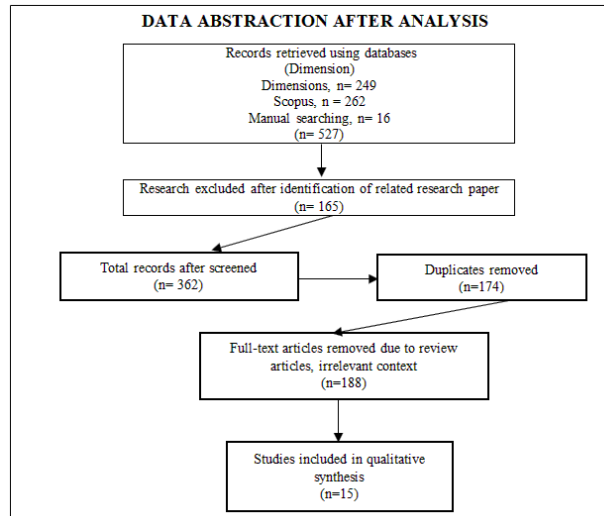 DATA ABSTRACTION AFTER ANALYSIS
Records retrieved using databases
(Dimension)
Dimensions, n= 249
Scopus, n = 262
Manual searching, n= 16
(n= 527)
Research excluded after identification of related research paper
(n= 165)
Total records after screened
(n= 362)
Duplicates removed
(n=174)
Full-text articles removed due to review
articles, irrelevant context
(n=188)
Studies included in qualitative
synthesis
(n=15)